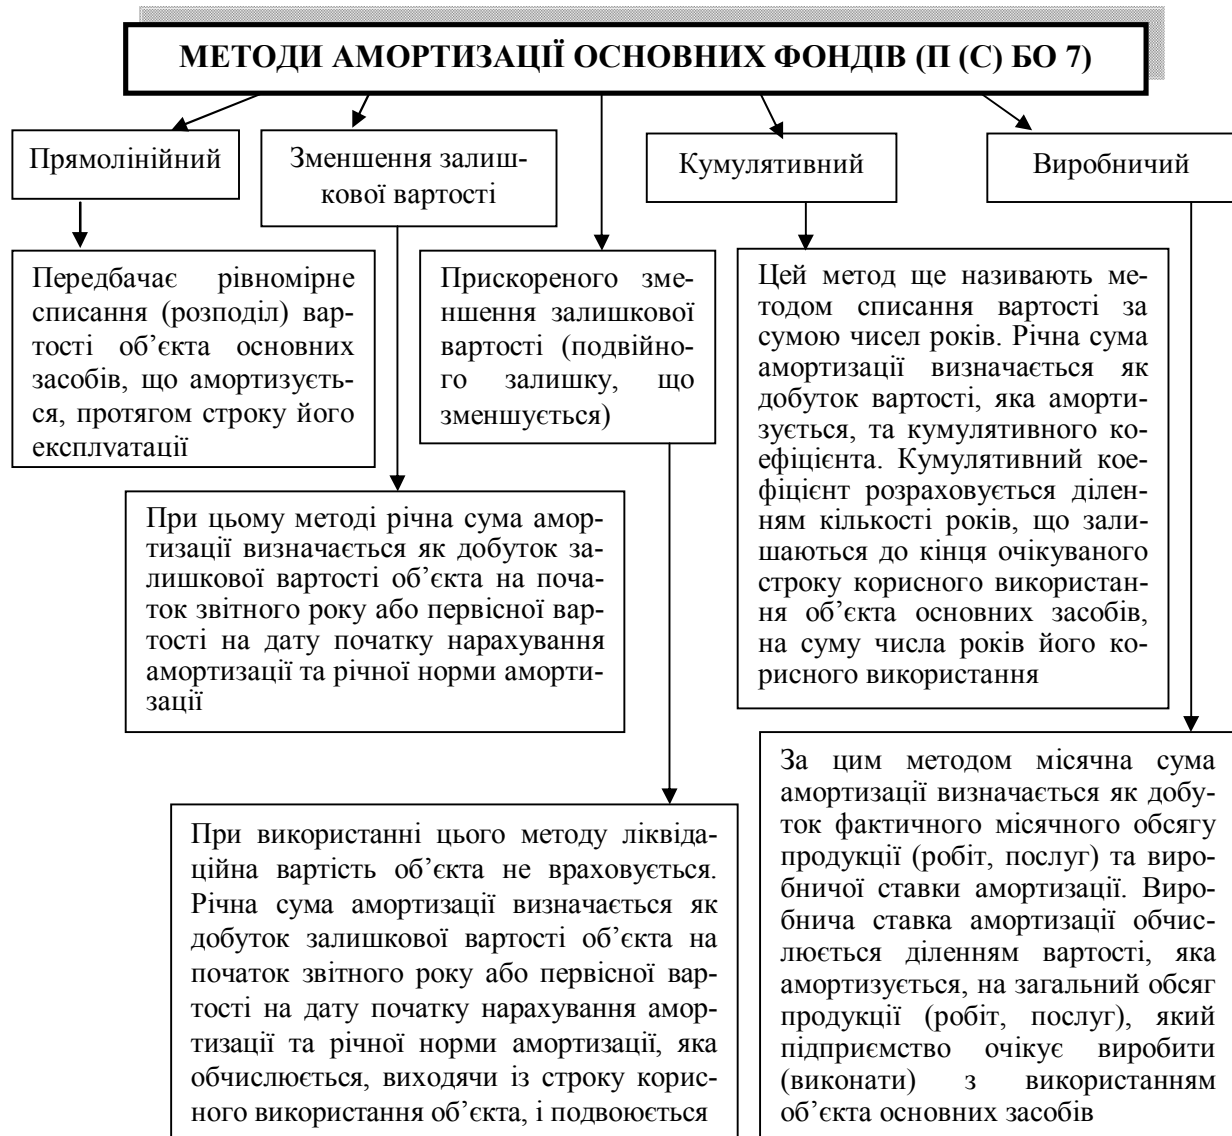 МЕТОДИ АМОРТИЗАЦІЇ ОСНОВНИХ ФОНДІВ (П (С) БО 7)
Прямолінійний
Зменшення залиш-
кової вартості
Кумулятивний
Виробничий
Передбачає рівномірне
списання (розподіл) вар-
тості об’єкта основних
засобів, що амортизуєть-
ся, протягом строку його
експлуатації
Прискореного зме-
ншення залишкової
вартості (подвійно-
го залишку, що
зменшується)
Цей метод ще називають ме-
тодом списання вартості за
сумою чисел років. Річна сума
амортизації визначається як
добуток вартості, яка аморти-
зується, та кумулятивного ко-
ефіцієнта. Кумулятивний кое-
фіцієнт розраховується ділен-
ням кількості років, що зали-
шаються до кінця очікуваного
строку корисного використан-
ня об’єкта основних засобів,
на суму числа років його ко-
рисного використання
При цьому методі річна сума амор-
тизації визначається як добуток за-
лишкової вартості об’єкта на поча-
ток звітного року або первісної вар-
тості на дату початку нарахування
амортизації та річної норми аморти-
зації
При використанні цього методу ліквіда-
ційна вартість об’єкта не враховується.
Річна сума амортизації визначається як
добуток залишкової вартості об’єкта на
початок звітного року або первісної вар-
тості на дату початку нарахування амор-
тизації та річної норми амортизації, яка
обчислюється, виходячи із строку корис-
ного використання об’єкта, і подвоюється
За цим методом місячна сума
амортизації визначається як добу-
ток фактичного місячного обсягу
продукції (робіт, послуг) та виро-
бничої ставки амортизації. Виро-
бнича ставка амортизації обчис-
люється діленням вартості, яка
амортизується, на загальний обсяг
продукції (робіт, послуг), який
підприємство очікує виробити
(виконати) з використанням
об’єкта основних засобів